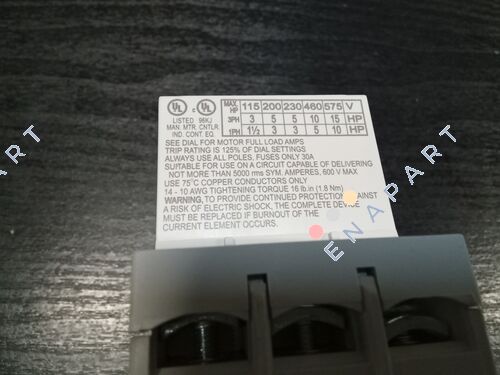 UL c UL MAX. HP 115 200 230 460 575 V
LISTED 96KJ 3PH 3 5 5 10 15 HP
MAN. MTR. CNTLR.
IND. CONT. EQ. 1PH 1½ 3 3 5 10 HP
SEE DIAL FOR MOTOR FULL LOAD AMPS
TRIP RATING IS 125% OF DIAL SETTINGS
ALWAYS USE ALL POLES, FUSES ONLY 30A
SUITABLE FOR USE ON A CIRCUIT CAPABLE OF DELIVERING
NOT MORE THAN 5000 rms SYM. AMPERES, 600 V MAX
USE 75°C COPPER CONDUCTORS ONLY
14 - 10 AWG TIGHTENING TORQUE 16 lb.in (1.8 Nm)
WARNING, TO PROVIDE CONTINUED PROTECTION AGAINST
A RISK OF ELECTRIC SHOCK, THE COMPLETE DEVICE
MUST BE REPLACED IF BURNOUT OF THE
CURRENT ELEMENT OCCURS.
ENAPART
ENAPART